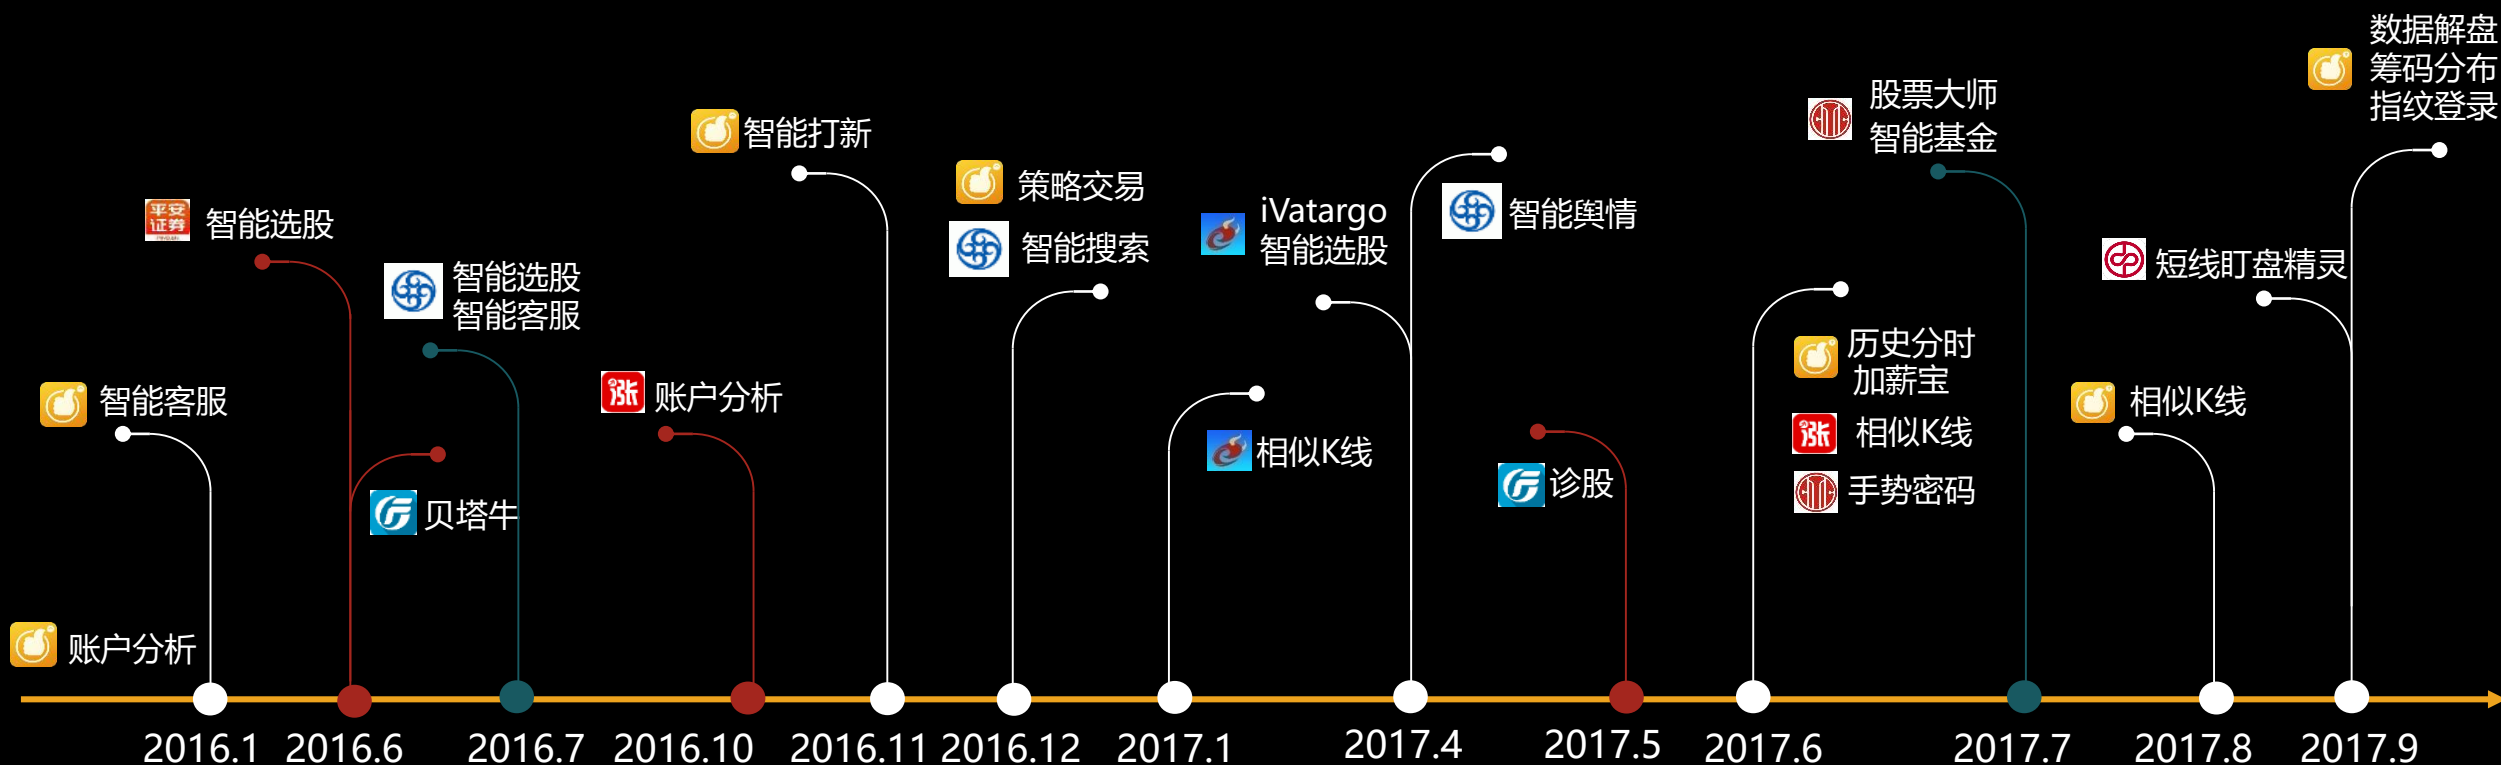 数据解盘
筹码分布
指纹登录
股票大师
智能基金
智能打新
策略交易
智能搜索
iVatargo
智能选股
智能舆情
平安
证券
智能选股
智能选股
智能客服
短线盯盘精灵
历史分时
加薪宝
涨
账户分析
智能客服
相似K线
涨
相似K线
相似K线
诊股
手势密码
贝塔牛
账户分析
2016.1
2016.6
2016.7
2016.10
2016.11
2016.12
2017.1
2017.4
2017.5
2017.6
2017.7
2017.8
2017.9